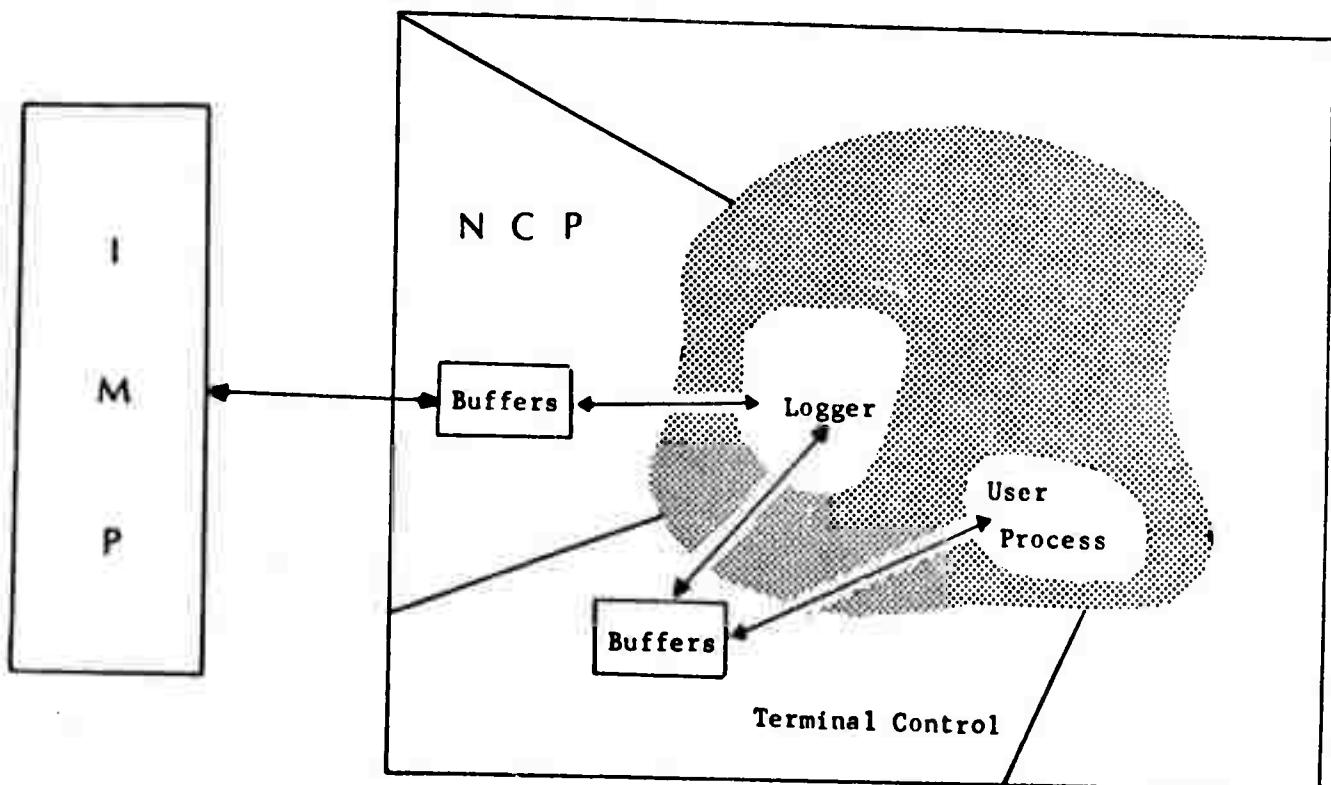 I
M
P
N C P
Buffers
Logger
User
Process
Buffers
Terminal Control